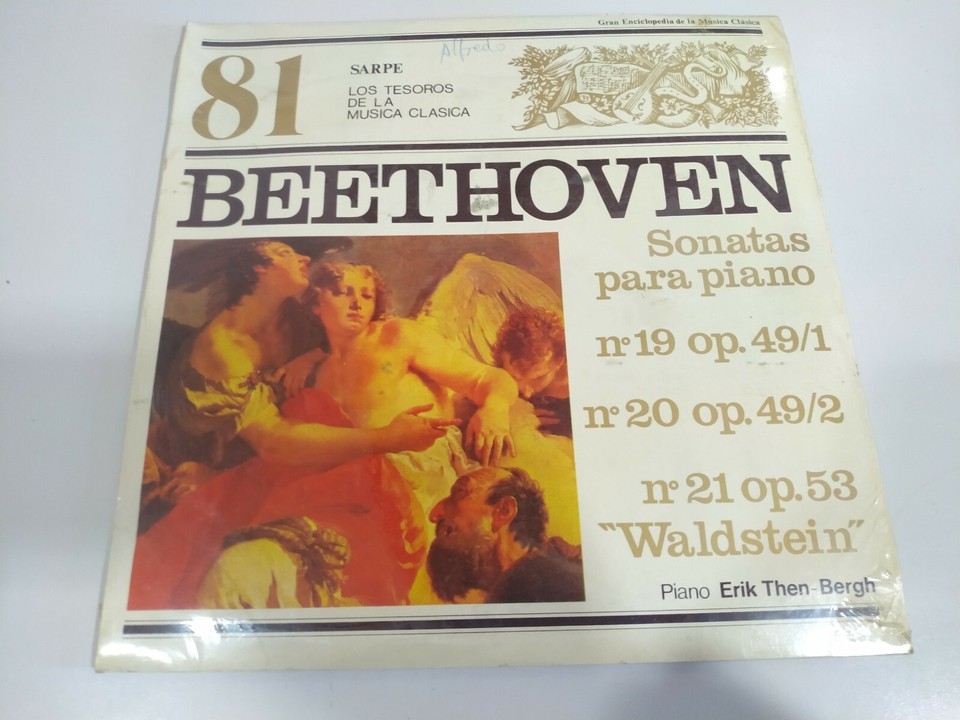 Gran Enciclopedia de la Música Clásica
Alfredo
81
SARPE
LOS TESOROS
DE LA
MUSICA CLASICA
BEETHOVEN
Sonatas
para piano
nº19 op. 49/1
nº20 op. 49/2
nº21 op. 53
"Waldstein"
Piano Erik Then-Bergh